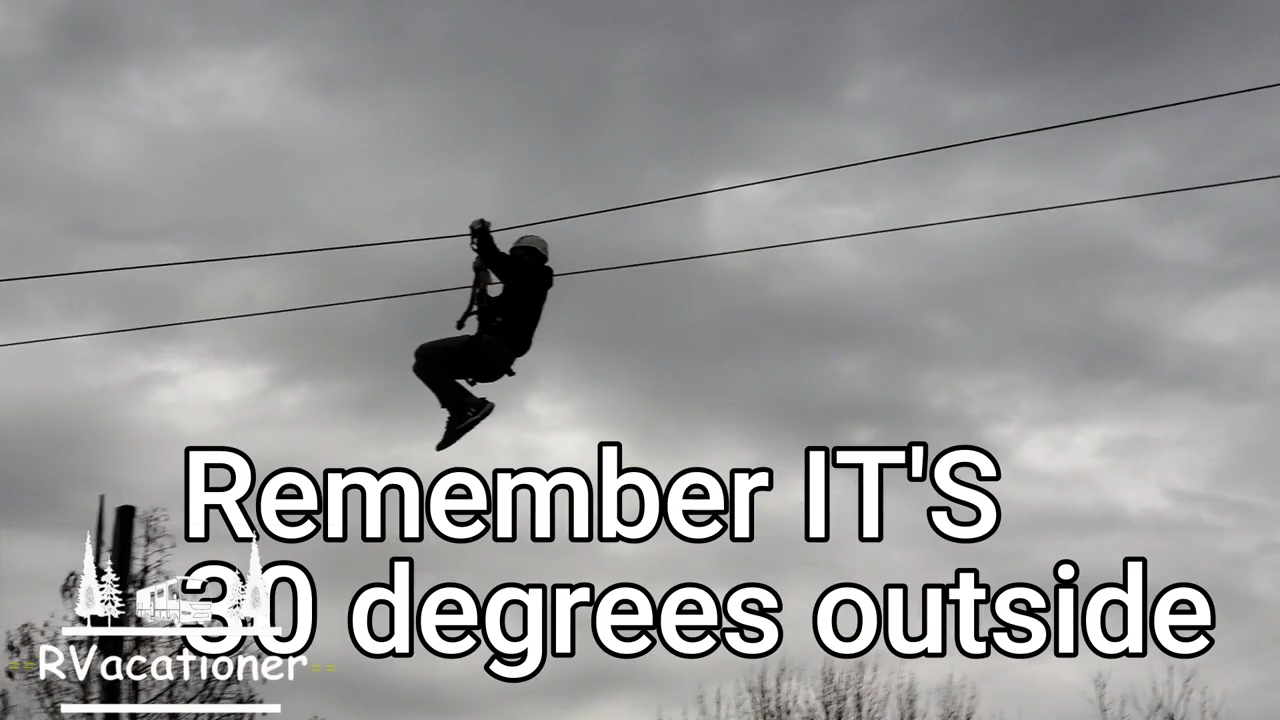 Remember IT'S
30 degrees outside
==RVacationer==